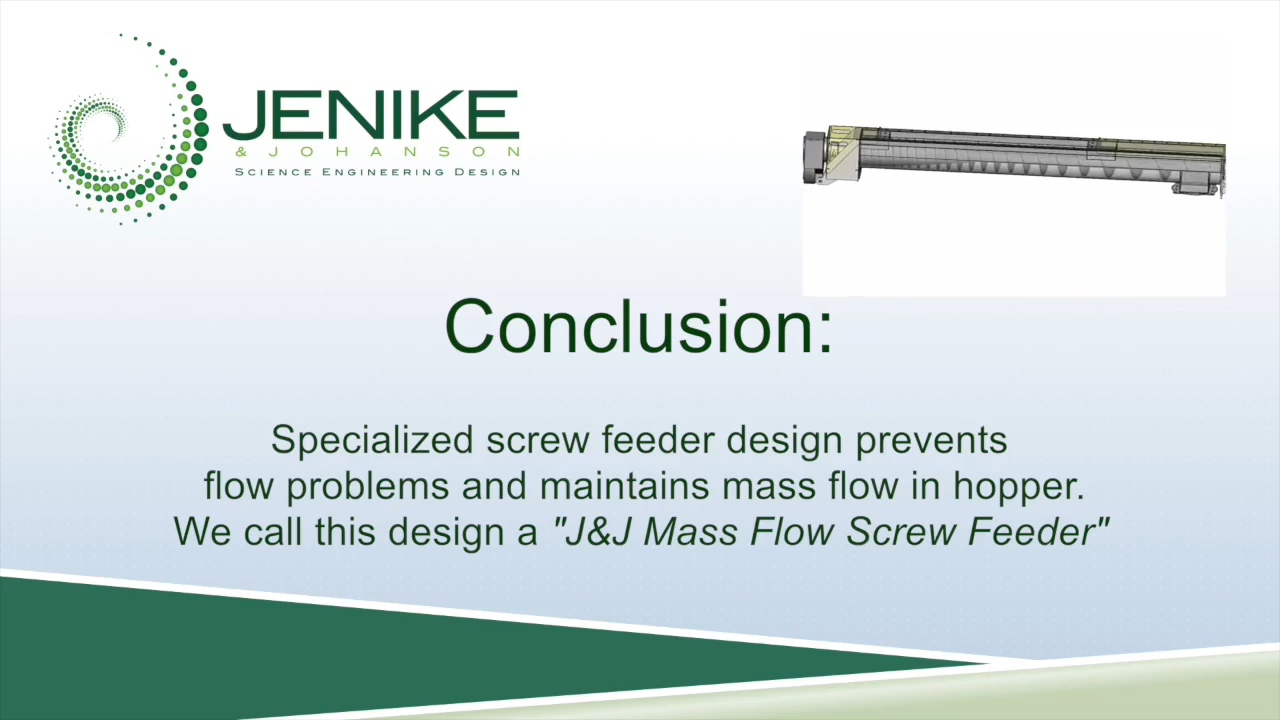 JENIKE
& JOHANSON
SCIENCE ENGINEERING DESIGN
Conclusion:
Specialized screw feeder design prevents
flow problems and maintains mass flow in hopper.
We call this design a "J&J Mass Flow Screw Feeder"